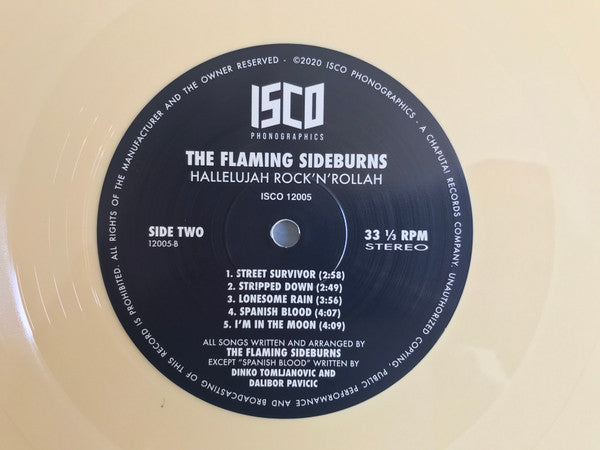 ISCO
PHONOGRAPHICS
THE FLAMING SIDEBURNS
HALLELUJAH ROCK'N'ROLLAH
ISCO 12005
SIDE TWO
12005-B
33 ⅓ RPM
STEREO
1. STREET SURVIVOR (2:58)
2. STRIPPED DOWN (2:49)
3. LONESOME RAIN (3:56)
4. SPANISH BLOOD (4:07)
5. I'M IN THE MOON (4:09)
ALL SONGS WRITTEN AND ARRANGED BY
THE FLAMING SIDEBURNS
EXCEPT "SPANISH BLOOD" WRITTEN BY
DINKO TOMLJANOVIC AND
DALIBOR PAVICIC
ALL RIGHTS OF THE MANUFACTURER AND THE OWNER RESERVED - ©2020 ISCO PHONOGRAPHICS - A CHAPUTA! RECORDS COMPANY. UNAUTHORIZED COPYING, PUBLIC PERFORMANCE AND BROADCASTING OF THIS RECORD IS PROHIBITED.